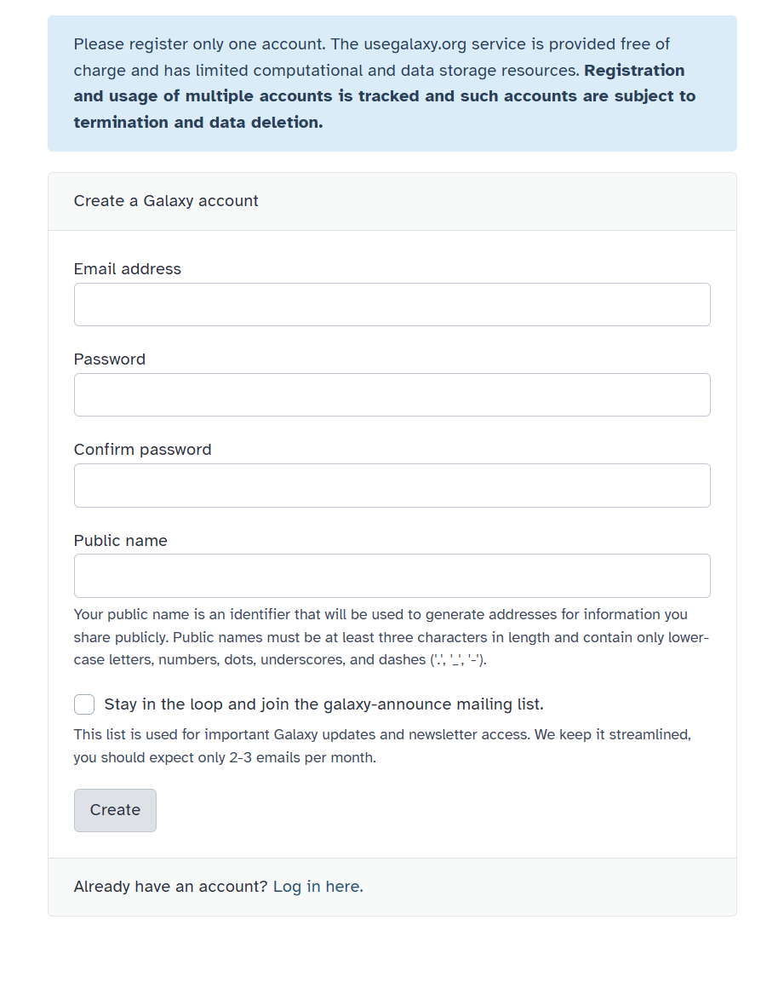 Please register only one account. The usegalaxy.org service is provided free of
charge and has limited computational and data storage resources. Registration
and usage of multiple accounts is tracked and such accounts are subject to
termination and data deletion.
Create a Galaxy account
Email address
Password
Confirm password
Public name
Your public name is an identifier that will be used to generate addresses for information you
share publicly. Public names must be at least three characters in length and contain only lower-
case letters, numbers, dots, underscores, and dashes ('.', '_', '-').
Stay in the loop and join the galaxy-announce mailing list.
This list is used for important Galaxy updates and newsletter access. We keep it streamlined,
you should expect only 2-3 emails per month.
Create
Already have an account? Log in here.